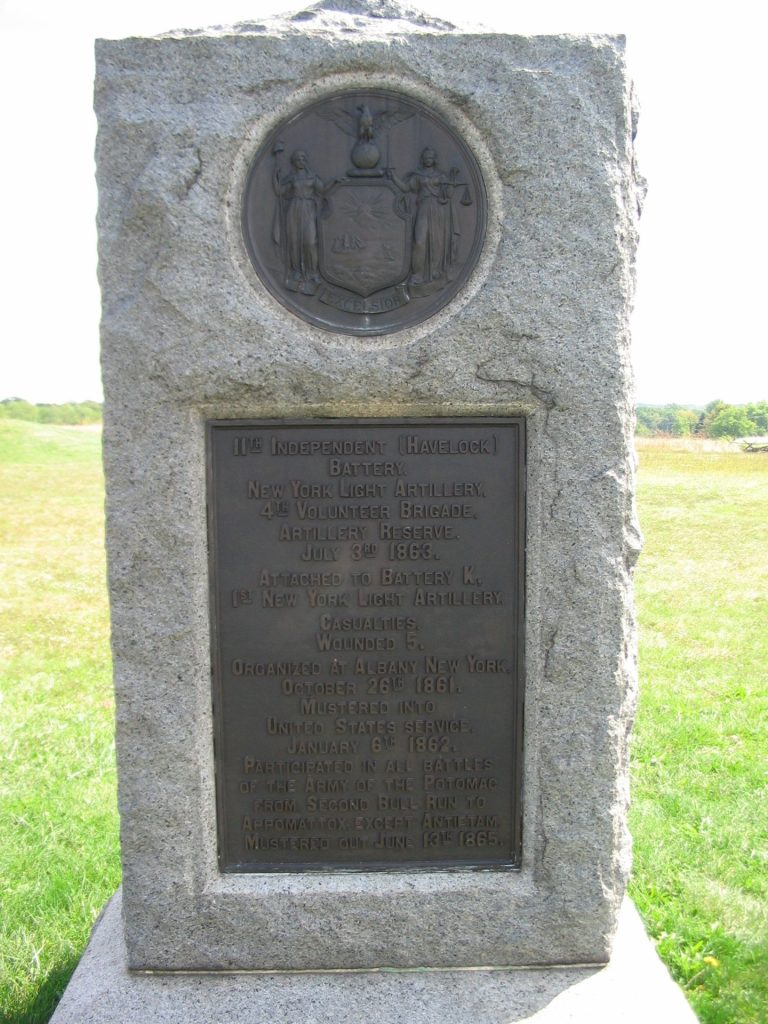 EXCELSIOR
11TH INDEPENDENT (HAVELOCK)
BATTERY.
NEW YORK LIGHT ARTILLERY.
4TH VOLUNTEER BRIGADE.
ARTILLERY RESERVE.
JULY 3RD 1863.
ATTACHED TO BATTERY K.,
1ST NEW YORK LIGHT ARTILLERY.
CASUALTIES.
WOUNDED 5.
ORGANIZED AT ALBANY NEW YORK.
OCTOBER 26TH 1861.
MUSTERED INTO
UNITED STATES SERVICE.
JANUARY 6TH 1862.
PARTICIPATED IN ALL BATTLES
OF THE ARMY OF THE POTOMAC
FROM SECOND BULL RUN TO
APPOMATTOX EXCEPT ANTIETAM.
MUSTERED OUT JUNE 13TH 1865.